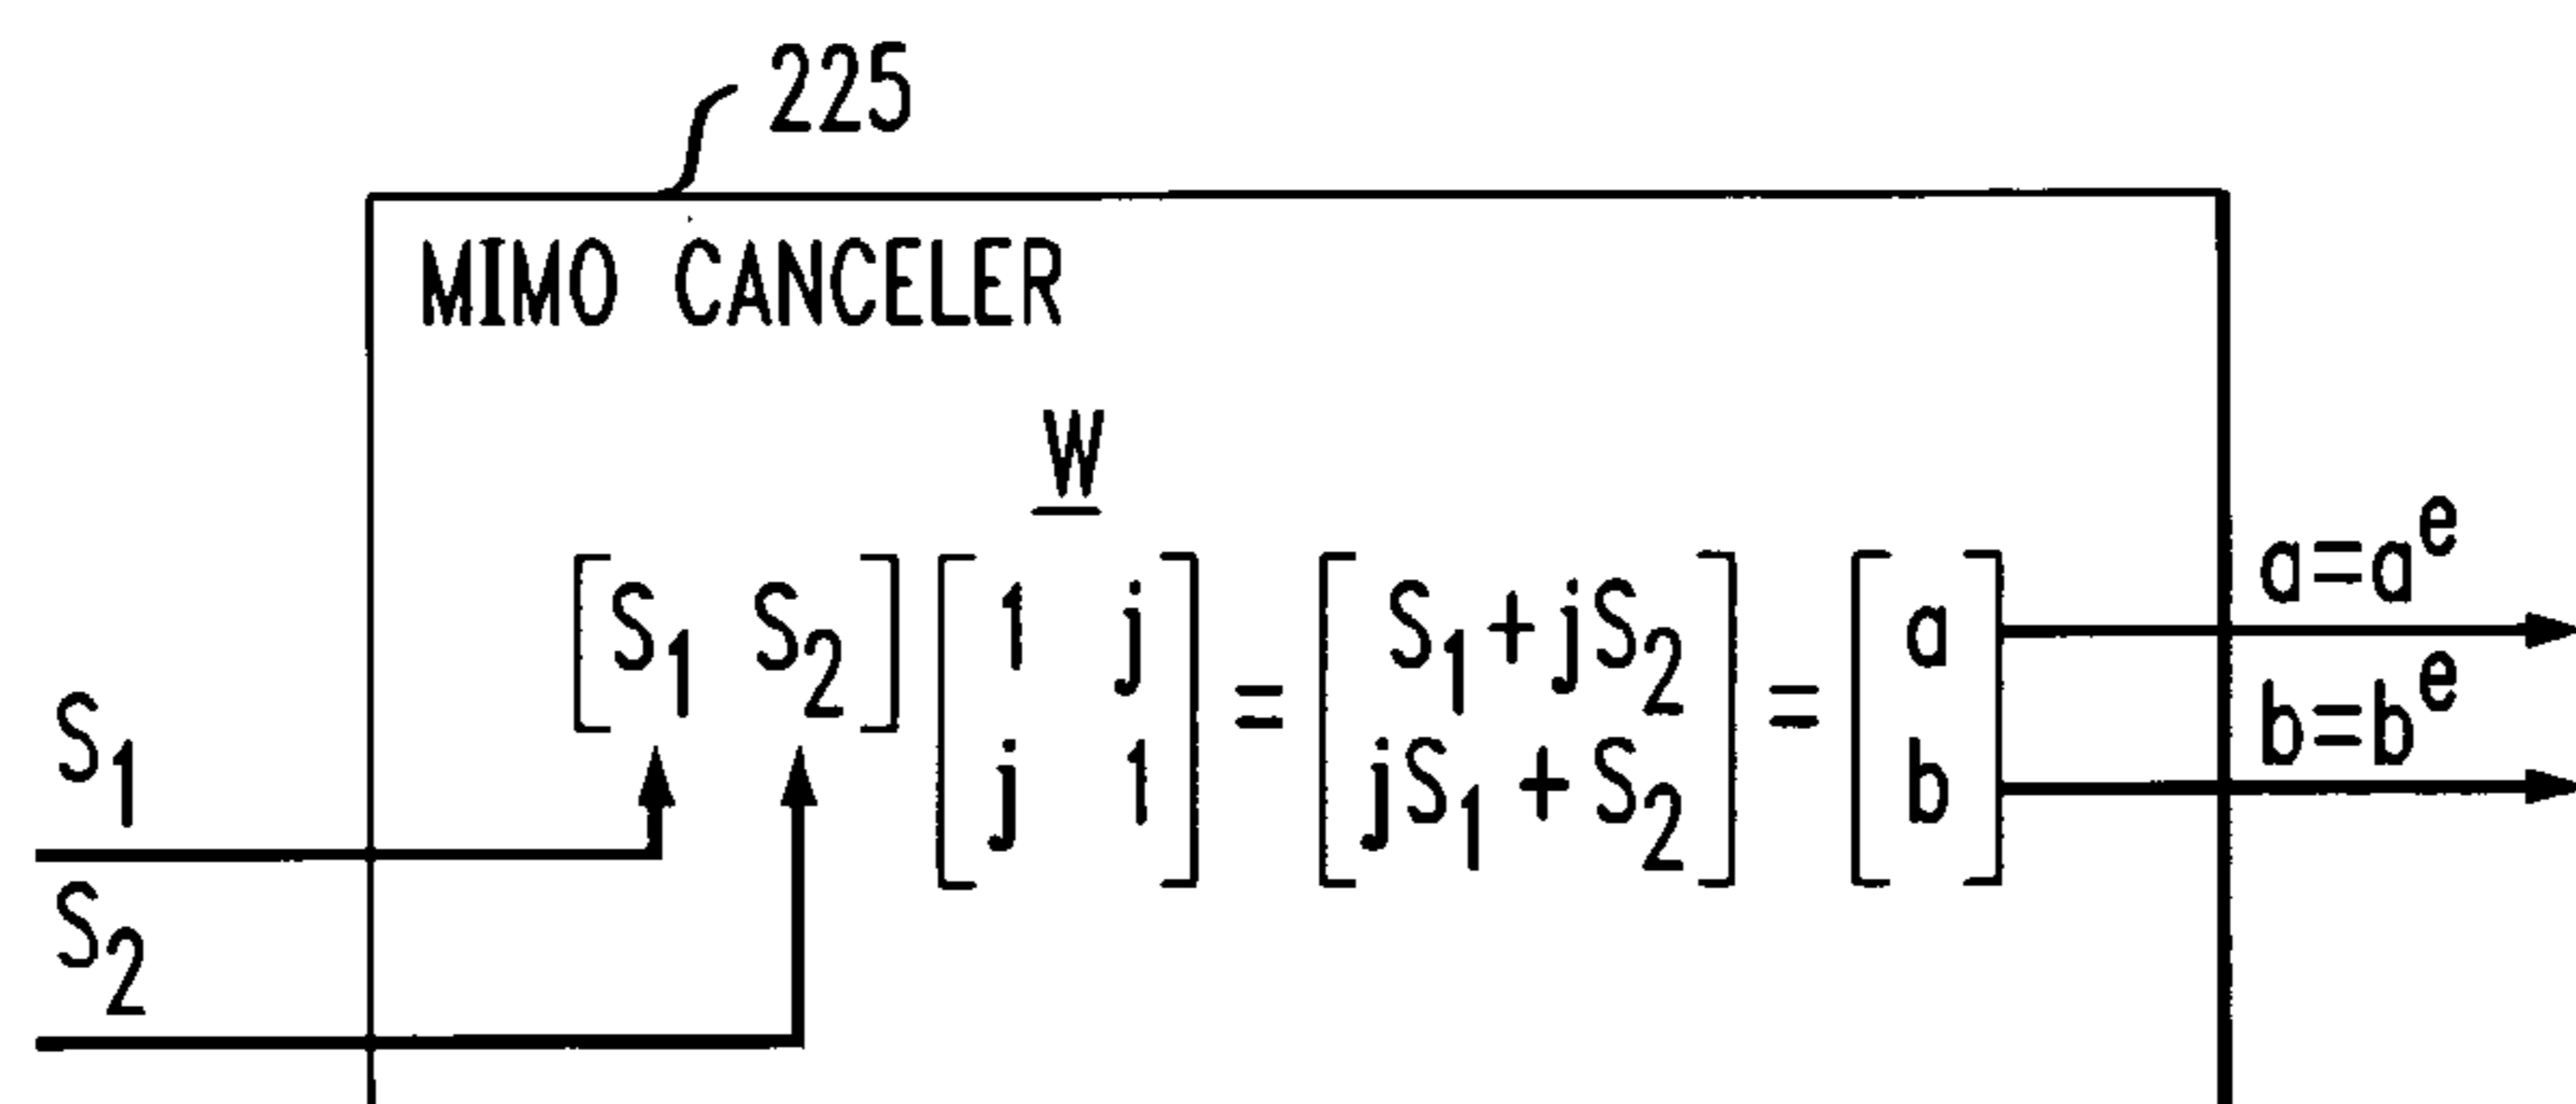 225
MIMO CANCELER
W
[S1 S2] [1 j
j 1] = [S1+jS2
jS1+S2] = [a
b]
a=a^e
b=b^e
S1
S2